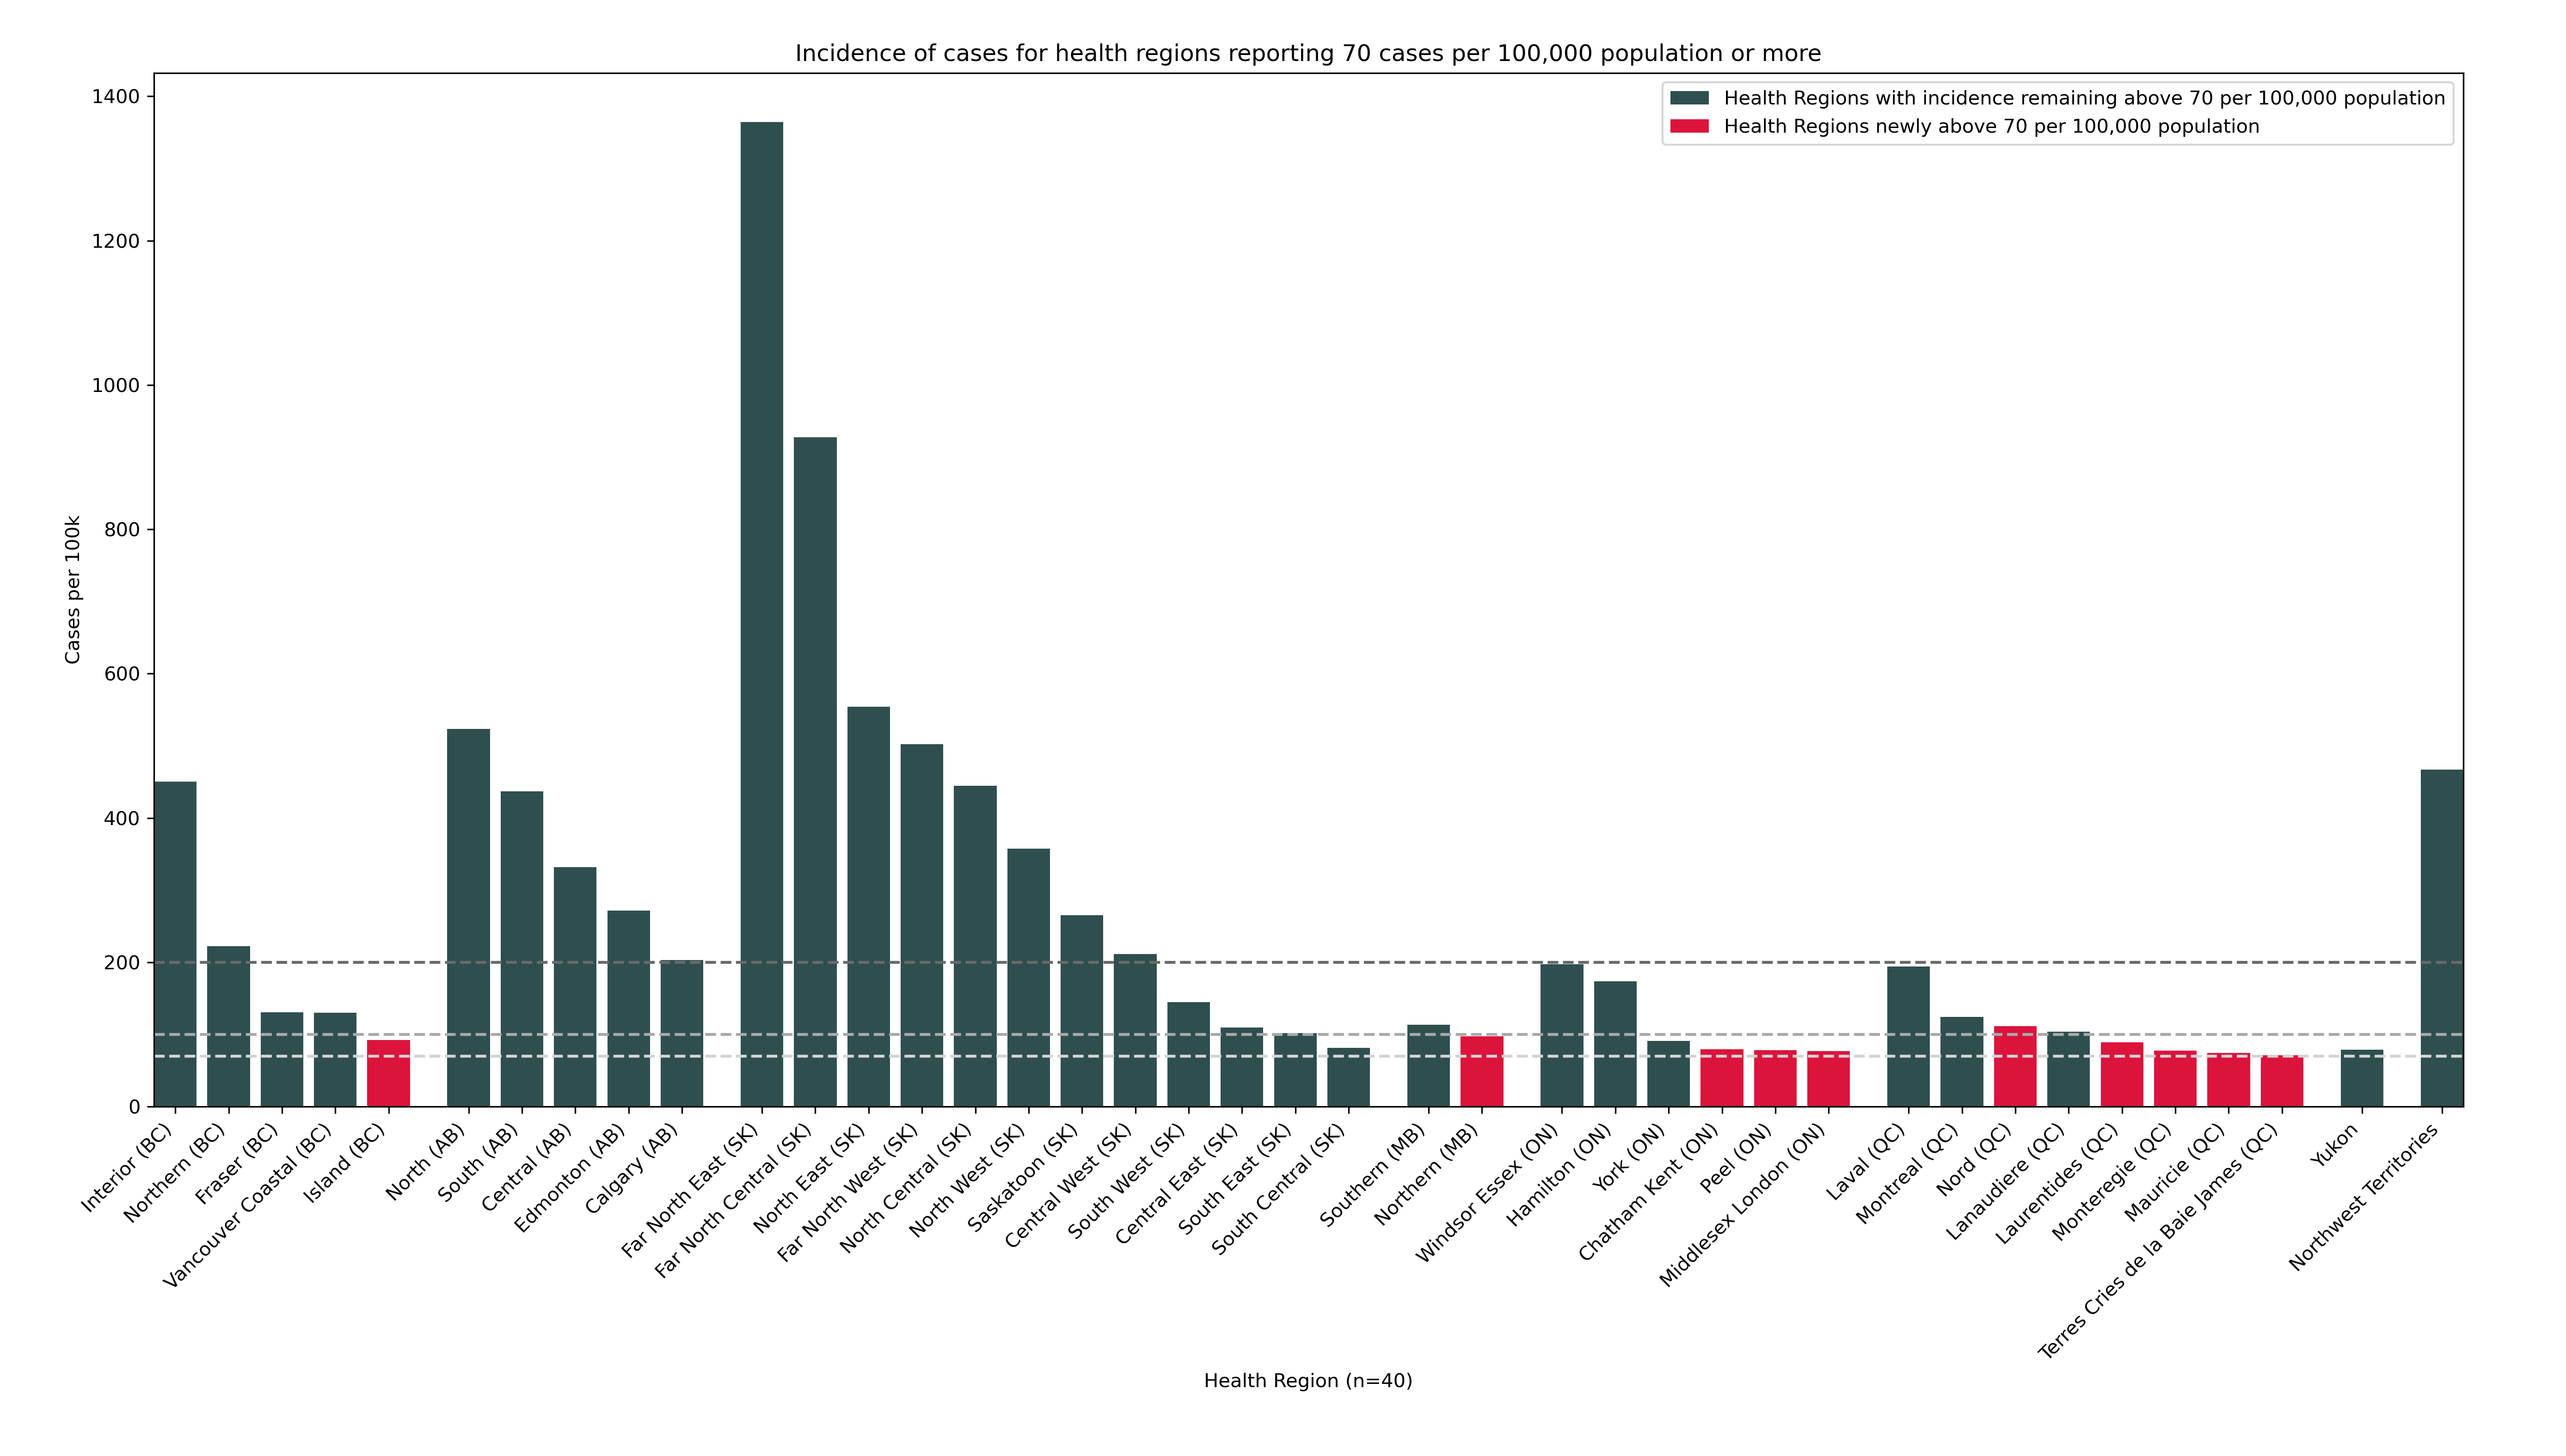 Incidence of cases for health regions reporting 70 cases per 100,000 population or more
Health Regions with incidence remaining above 70 per 100,000 population
Health Regions newly above 70 per 100,000 population
Cases per 100k
1400
1200
1000
800
600
400
200
0
Interior (BC)
Northern (BC)
Fraser (BC)
Vancouver Coastal (BC)
Island (BC)
North (AB)
South (AB)
Central (AB)
Edmonton (AB)
Calgary (AB)
Far North East (SK)
Far North Central (SK)
North East (SK)
Far North West (SK)
North Central (SK)
North West (SK)
Saskatoon (SK)
Central West (SK)
South West (SK)
Central East (SK)
South East (SK)
South Central (SK)
Southern (MB)
Northern (MB)
Windsor Essex (ON)
Hamilton (ON)
York (ON)
Chatham Kent (ON)
Peel (ON)
Middlesex London (ON)
Laval (QC)
Montreal (QC)
Nord (QC)
Lanaudiere (QC)
Laurentides (QC)
Monteregie (QC)
Mauricie (QC)
Terres Cries de la Baie James (QC)
Yukon
Northwest Territories
Health Region (n=40)